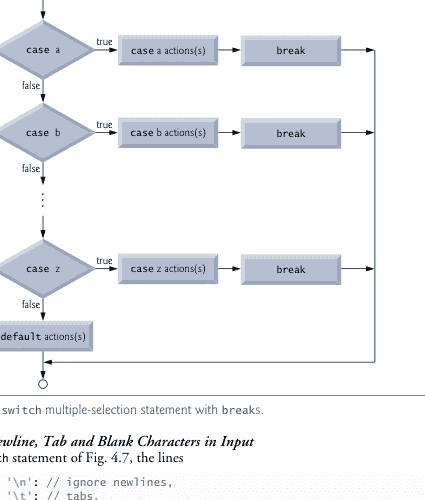 case a
true
case a actions(s)
break
false
case b
true
case b actions(s)
break
false
case z
true
case z actions(s)
break
false
default actions(s)
switch multiple-selection statement with breaks.
ewline, Tab and Blank Characters in Input
h statement of Fig. 4.7, the lines
'\n': // ignore newlines,
'\t': // tabs,